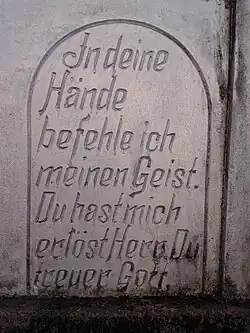 In deine
Hände
befehle ich
meinen Geist.
Du hast mich
erlöst Herr, Du
treuer Gott.